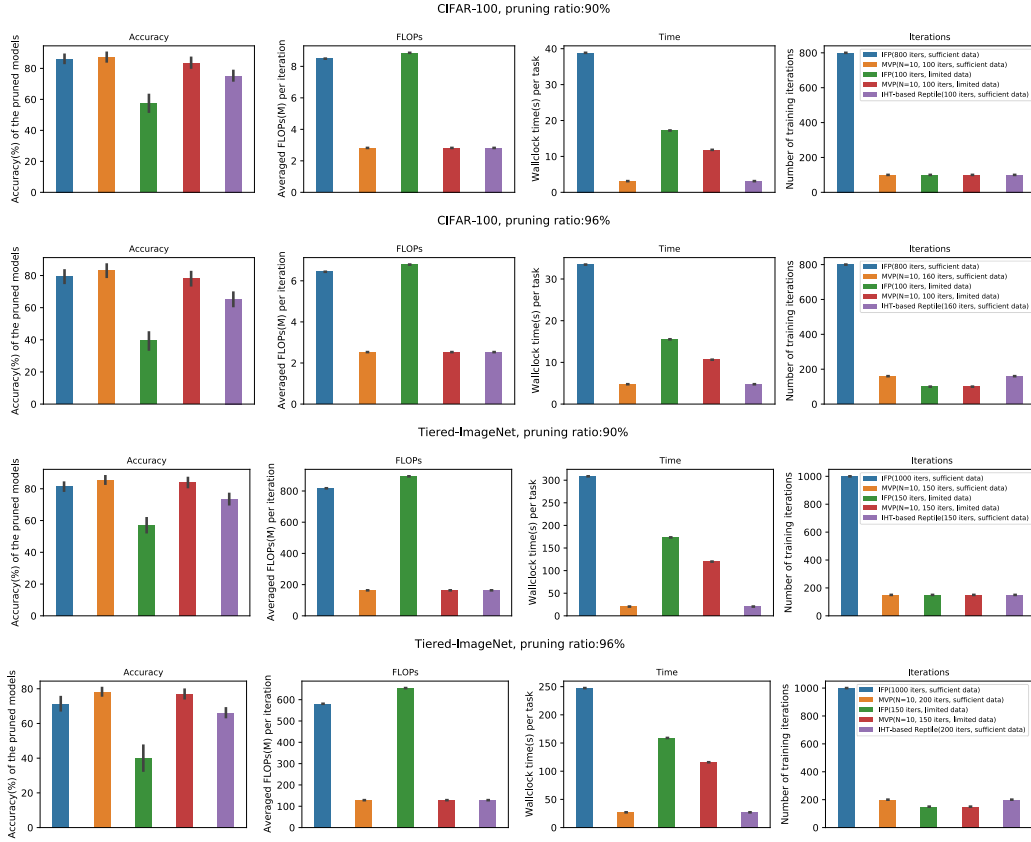 CIFAR-100, pruning ratio:90%
Accuracy
FLOPs
Time
Iterations
Accuracy(%) of the pruned models
80
60
40
20
0
Averaged FLOPs(M) per iteration
8
6
4
2
0
Wallclock time(s) per task
40
30
20
10
0
Number of training iterations
800
600
400
200
0
IFP(800 iters, sufficient data)
MVP(N=10, 100 iters, sufficient data)
IFP(100 iters, limited data)
MVP(N=10, 100 iters, limited data)
IHT-based Reptile(100 iters, sufficient data)
CIFAR-100, pruning ratio:96%
Accuracy
FLOPs
Time
Iterations
Accuracy(%) of the pruned models
80
60
40
20
0
Averaged FLOPs(M) per iteration
6
4
2
0
Wallclock time(s) per task
30
20
10
0
Number of training iterations
800
600
400
200
0
IFP(800 iters, sufficient data)
MVP(N=10, 160 iters, sufficient data)
IFP(100 iters, limited data)
MVP(N=10, 100 iters, limited data)
IHT-based Reptile(160 iters, sufficient data)
Tiered-ImageNet, pruning ratio:90%
Accuracy
FLOPs
Time
Iterations
Accuracy(%) of the pruned models
80
60
40
20
0
Averaged FLOPs(M) per iteration
800
600
400
200
0
Wallclock time(s) per task
300
250
200
150
100
50
0
Number of training iterations
1000
800
600
400
200
0
IFP(1000 iters, sufficient data)
MVP(N=10, 150 iters, sufficient data)
IFP(150 iters, limited data)
MVP(N=10, 150 iters, limited data)
IHT-based Reptile(150 iters, sufficient data)
Tiered-ImageNet, pruning ratio:96%
Accuracy
FLOPs
Time
Iterations
Accuracy(%) of the pruned models
80
60
40
20
0
Averaged FLOPs(M) per iteration
600
500
400
300
200
100
0
Wallclock time(s) per task
250
200
150
100
50
0
Number of training iterations
1000
800
600
400
200
0
IFP(1000 iters, sufficient data)
MVP(N=10, 200 iters, sufficient data)
IFP(150 iters, limited data)
MVP(N=10, 150 iters, limited data)
IHT-based Reptile(200 iters, sufficient data)